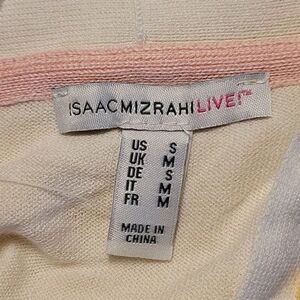 ISAACMIZRAHILIVE!™
US S
UK M
DE S
IT M
FR M
MADE IN
CHINA